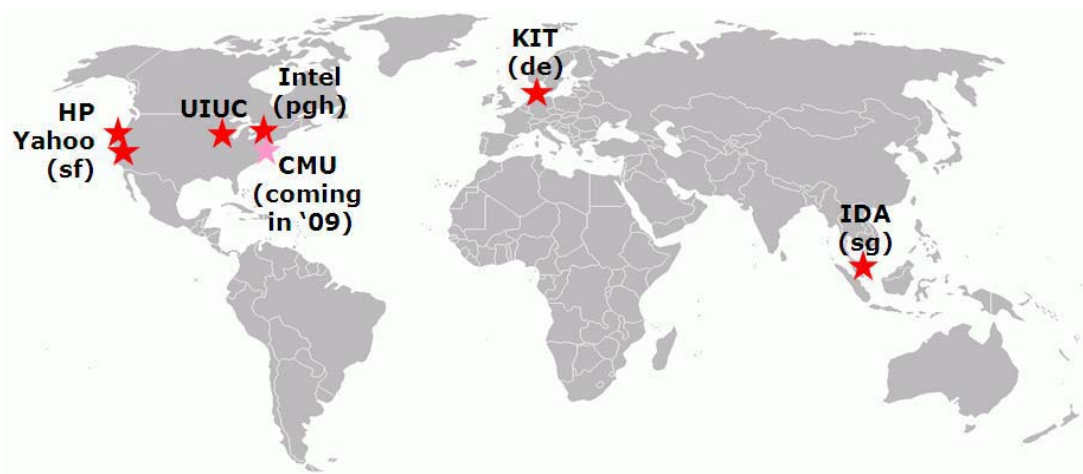 KIT
(de)
Intel
(pgh)
HP
UIUC
Yahoo
(sf)
CMU
(coming
in ‘09)
IDA
(sg)